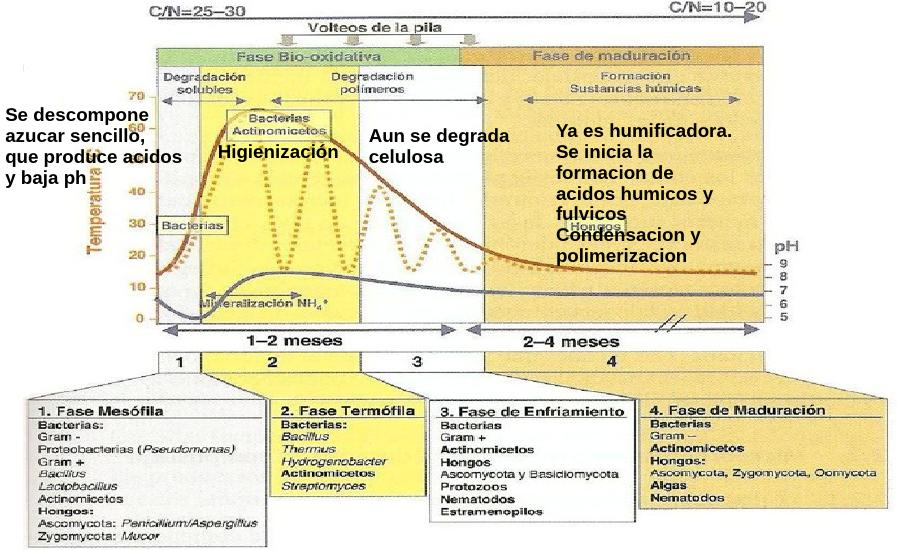 C/N=25–30
C/N=10–20
Volteos de la pila
Fase Bio-oxidativa
Fase de maduración
Degradación
solubles
Degradación
polímeros
Formación
Sustancias húmicas
Se descompone
azucar sencillo,
que produce acidos
y baja ph
Bacterias
Actinomicetos
Higienización
Aun se degrada
celulosa
Ya es humificadora.
Se inicia la
formacion de
acidos humicos y
fulvicos
Condensacion y
polimerizacion
Hongos
Bacterias
Mineralización NH4+
Temperatura
70
60
40
30
20
10
0
pH
9
8
7
6
5
1–2 meses
2–4 meses
1
2
3
4
1. Fase Mesófila
Bacterias:
Gram -
Proteobacterias (Pseudomonas)
Gram +
Bacillus
Lactobacillus
Actinomicetos
Hongos:
Ascomycota: Penicillium/Aspergillus
Zygomycota: Mucor
2. Fase Termófila
Bacterias:
Bacillus
Thermus
Hydrogenobacter
Actinomicetos
Streptomyces
3. Fase de Enfriamiento
Bacterias
Gram +
Actinomicetos
Hongos
Ascomycota y Basidiomycota
Protozoos
Nematodos
Estramenopilos
4. Fase de Maduración
Bacterias
Gram –
Actinomicetos
Hongos:
Ascomycota, Zygomycota, Oomycota
Algas
Nematodos